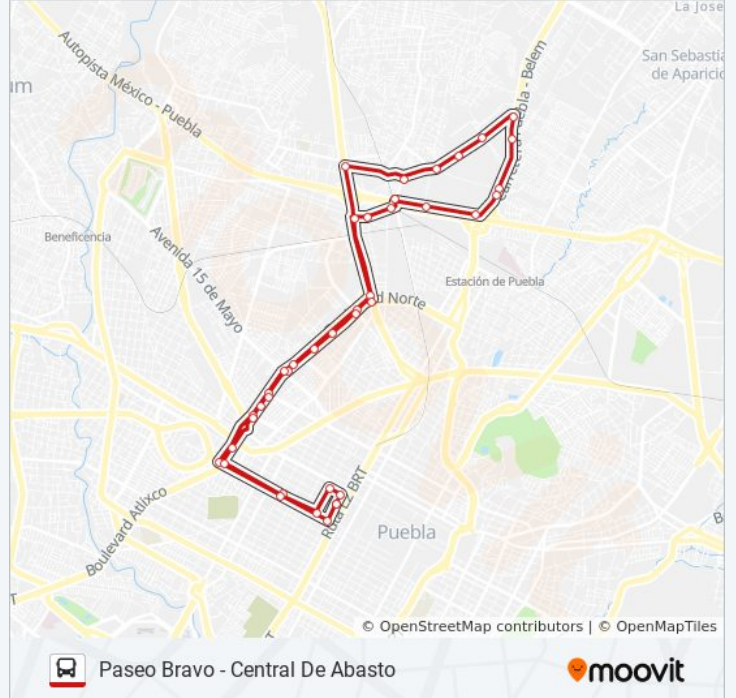 La Jose
Autopista México - Puebla
San Sebastiá
de Aparicio
um
Carretera Puebla - Belem
Beneficencia
Avenida 15 de Mayo
Estación de Puebla
d Norte
Boulevard Atlixco
Ruta L2 BRT
Puebla
B
T
T
© OpenStreetMap contributors | © OpenMapTiles
Paseo Bravo - Central De Abasto
moovit